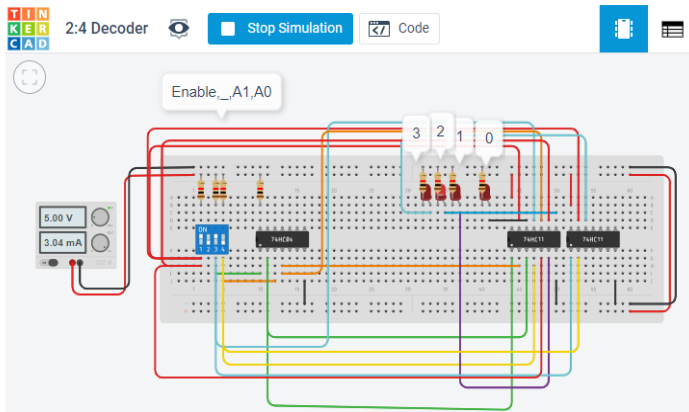 TIN
KER
CAD
2:4 Decoder
Stop Simulation
Code
Enable,_,A1,A0
3
2
1
0
5.00 V
3.04 mA
ON
1 2 3 4
74HC04
74HC11
74HC11